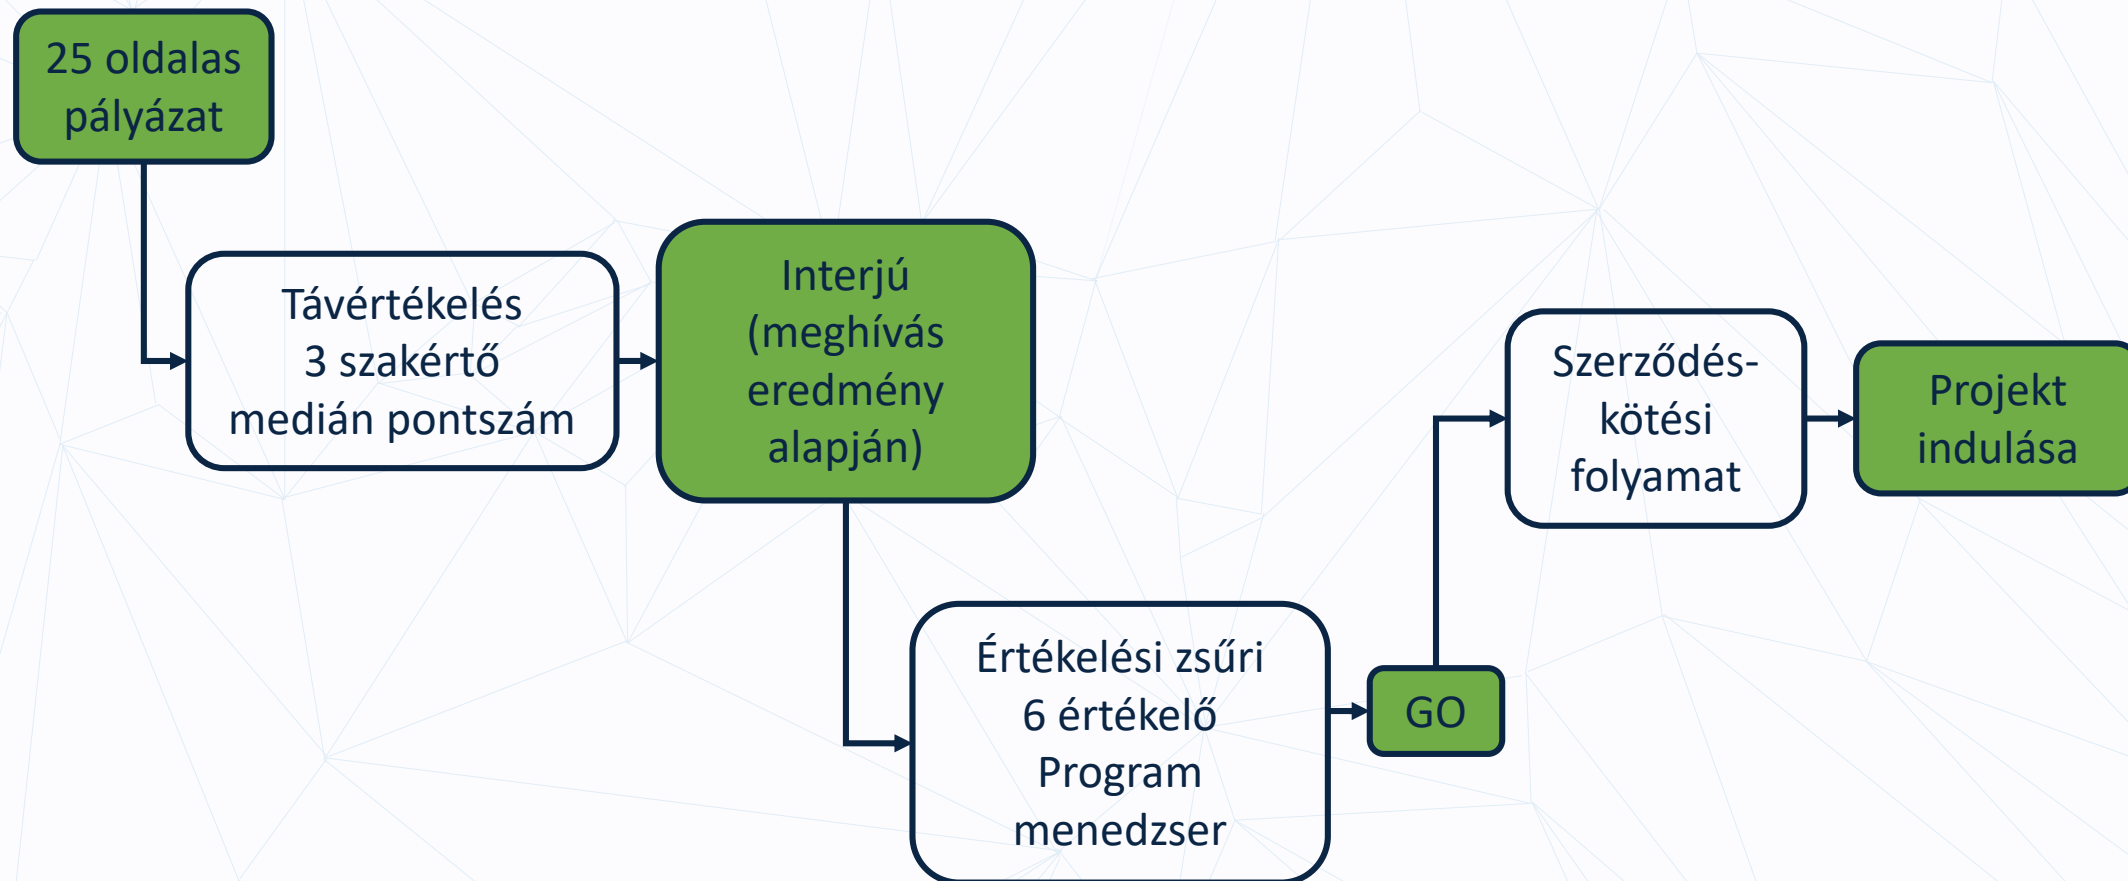 25 oldalas
pályázat
Távértékelés
3 szakértő
medián pontszám
Interjú
(meghívás
eredmény
alapján)
Értékelési zsűri
6 értékelő
Program
menedzser
GO
Szerződés-
kötési
folyamat
Projekt
indulása